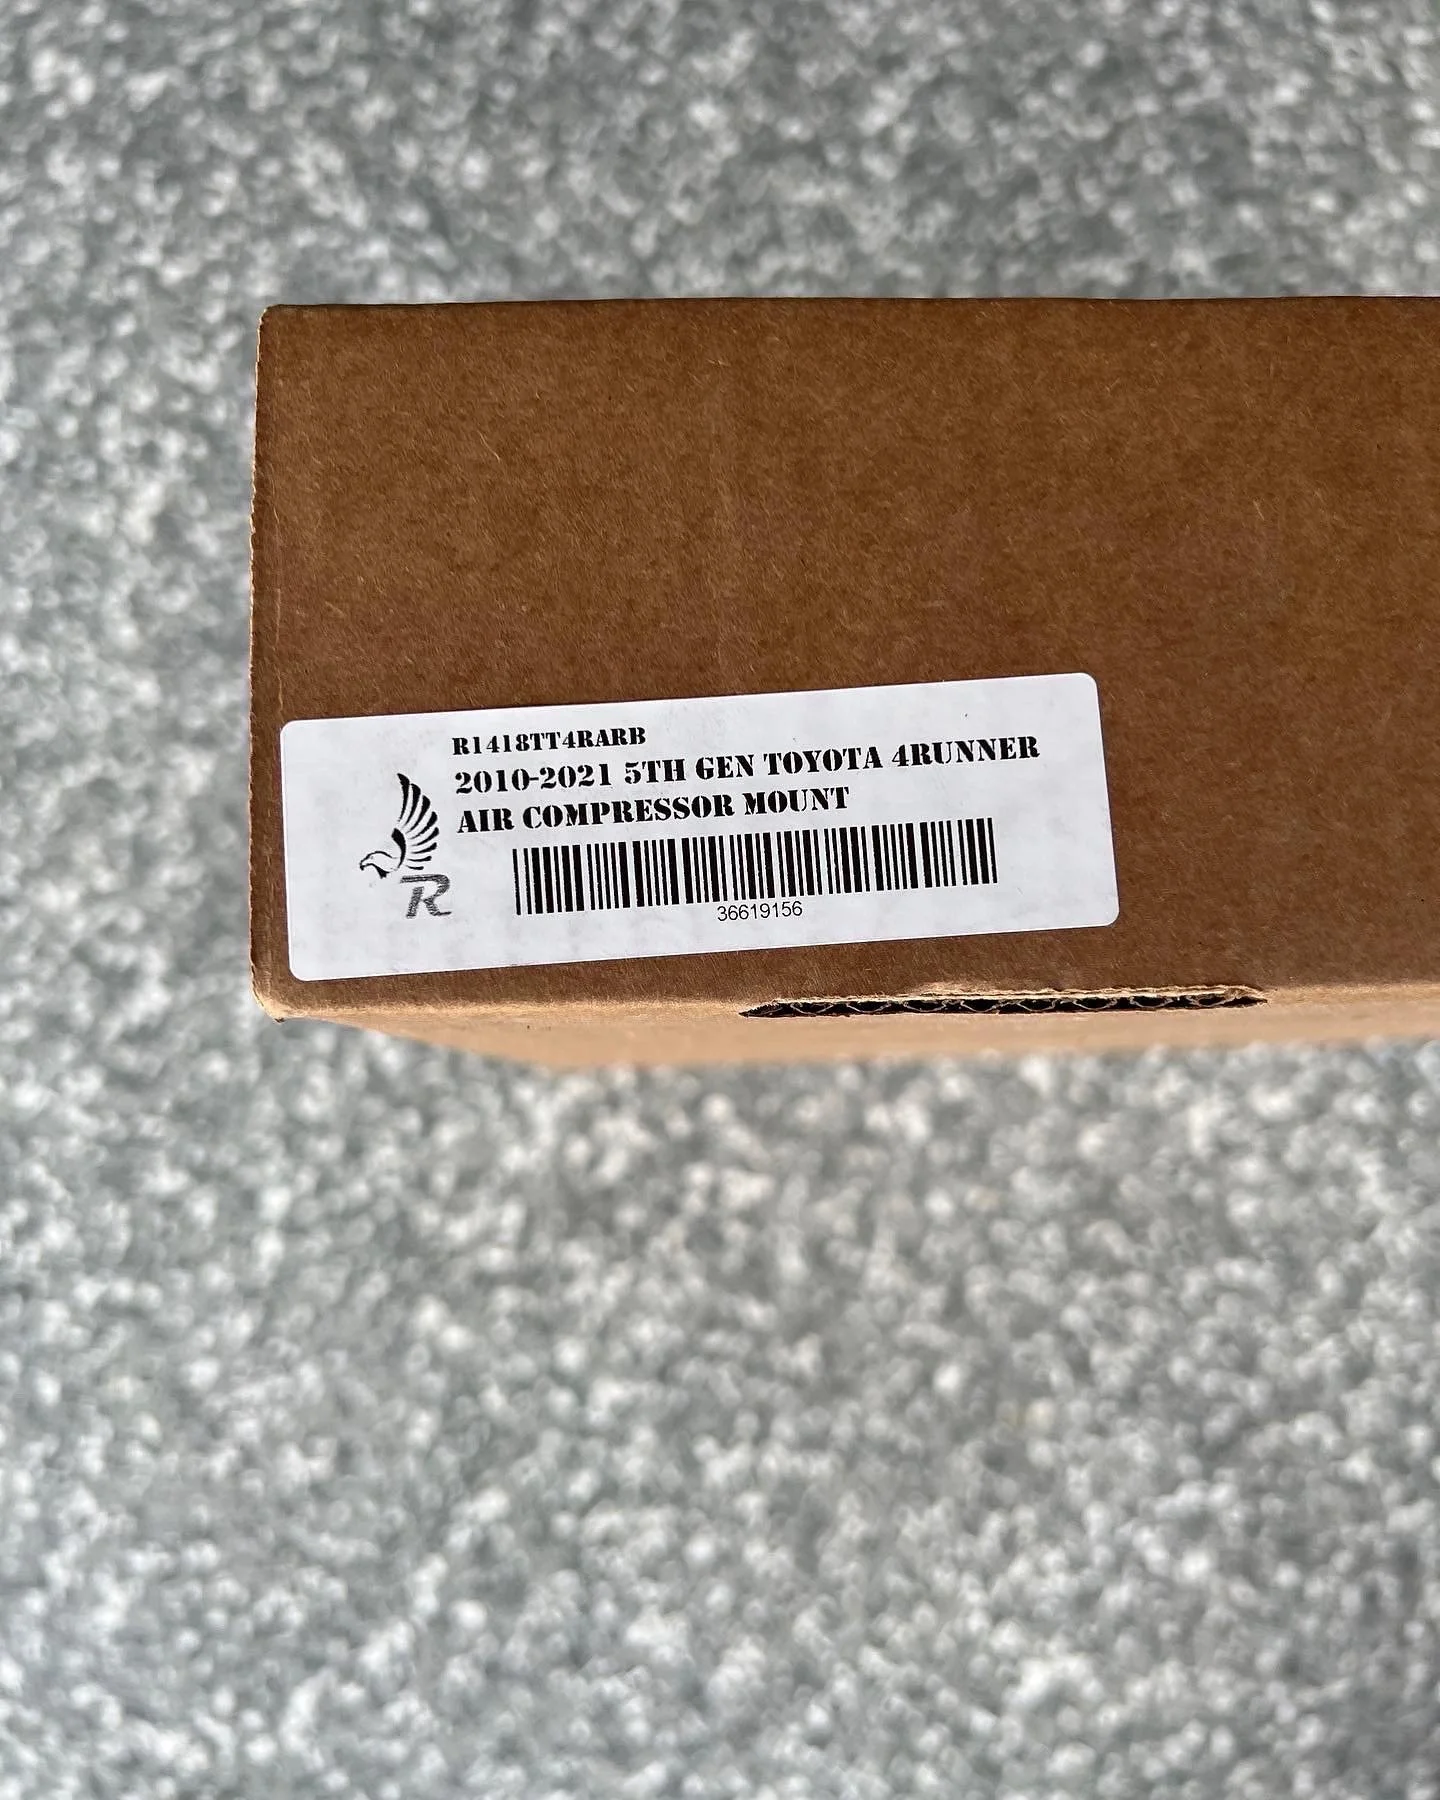 R1418TT4RARB
2010-2021 5TH GEN TOYOTA 4RUNNER
AIR COMPRESSOR MOUNT
R
36619156